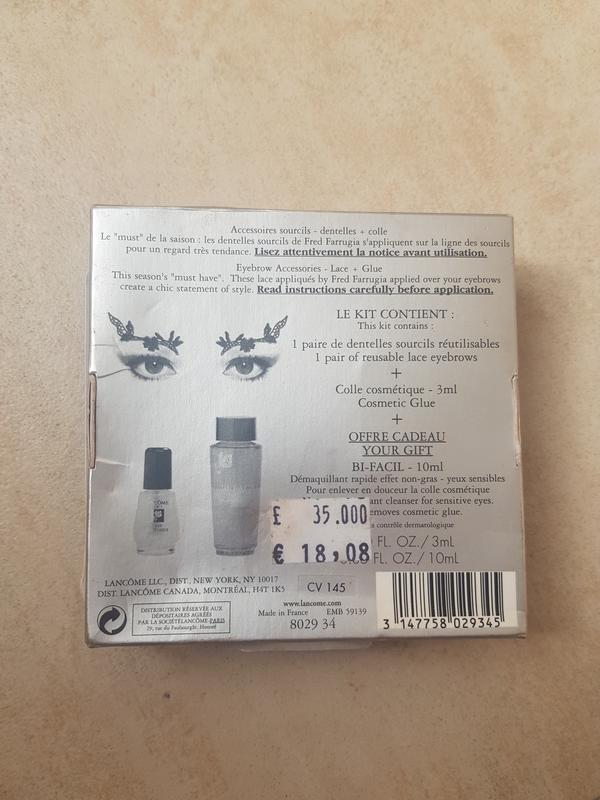 Accessoires sourcils - dentelles + colle
Le "must" de la saison : les dentelles sourcils de Fred Farrugia s'appliquent sur la ligne des sourcils
pour un regard très tendance. Lisez attentivement la notice avant utilisation.
Eyebrow Accessories - Lace + Glue
This season's "must have". These lace appliqués by Fred Farrugia applied over your eyebrows
create a chic statement of style. Read instructions carefully before application.
LE KIT CONTIENT :
This kit contains :
1 paire de dentelles sourcils réutilisables
1 pair of reusable lace eyebrows
+
Colle cosmétique - 3ml
Cosmetic Glue
+
OFFRE CADEAU
YOUR GIFT
BI-FACIL - 10ml
Démaquillant rapide effet non-gras - yeux sensibles
Pour enlever en douceur la colle cosmétique
cleanser for sensitive eyes.
removes cosmetic glue.
contrôle dermatologique
FL. OZ./ 3mL
FL. OZ./ 10mL
£ 35.000
€ 18,08
LANCÔME LLC., DIST. NEW YORK, NY 10017
DIST. LANCÔME CANADA, MONTRÉAL, H4T 1K5
CV 145
DISTRIBUTION RÉSERVÉE AUX
DÉPOSITAIRES AGRÉÉS
PAR LA SOCIÉTÉ LANCÔME-PARIS
29, rue du Faubourg St. Honoré
www.lancome.com
Made in France EMB 59139
8029 34
3 147758 029345